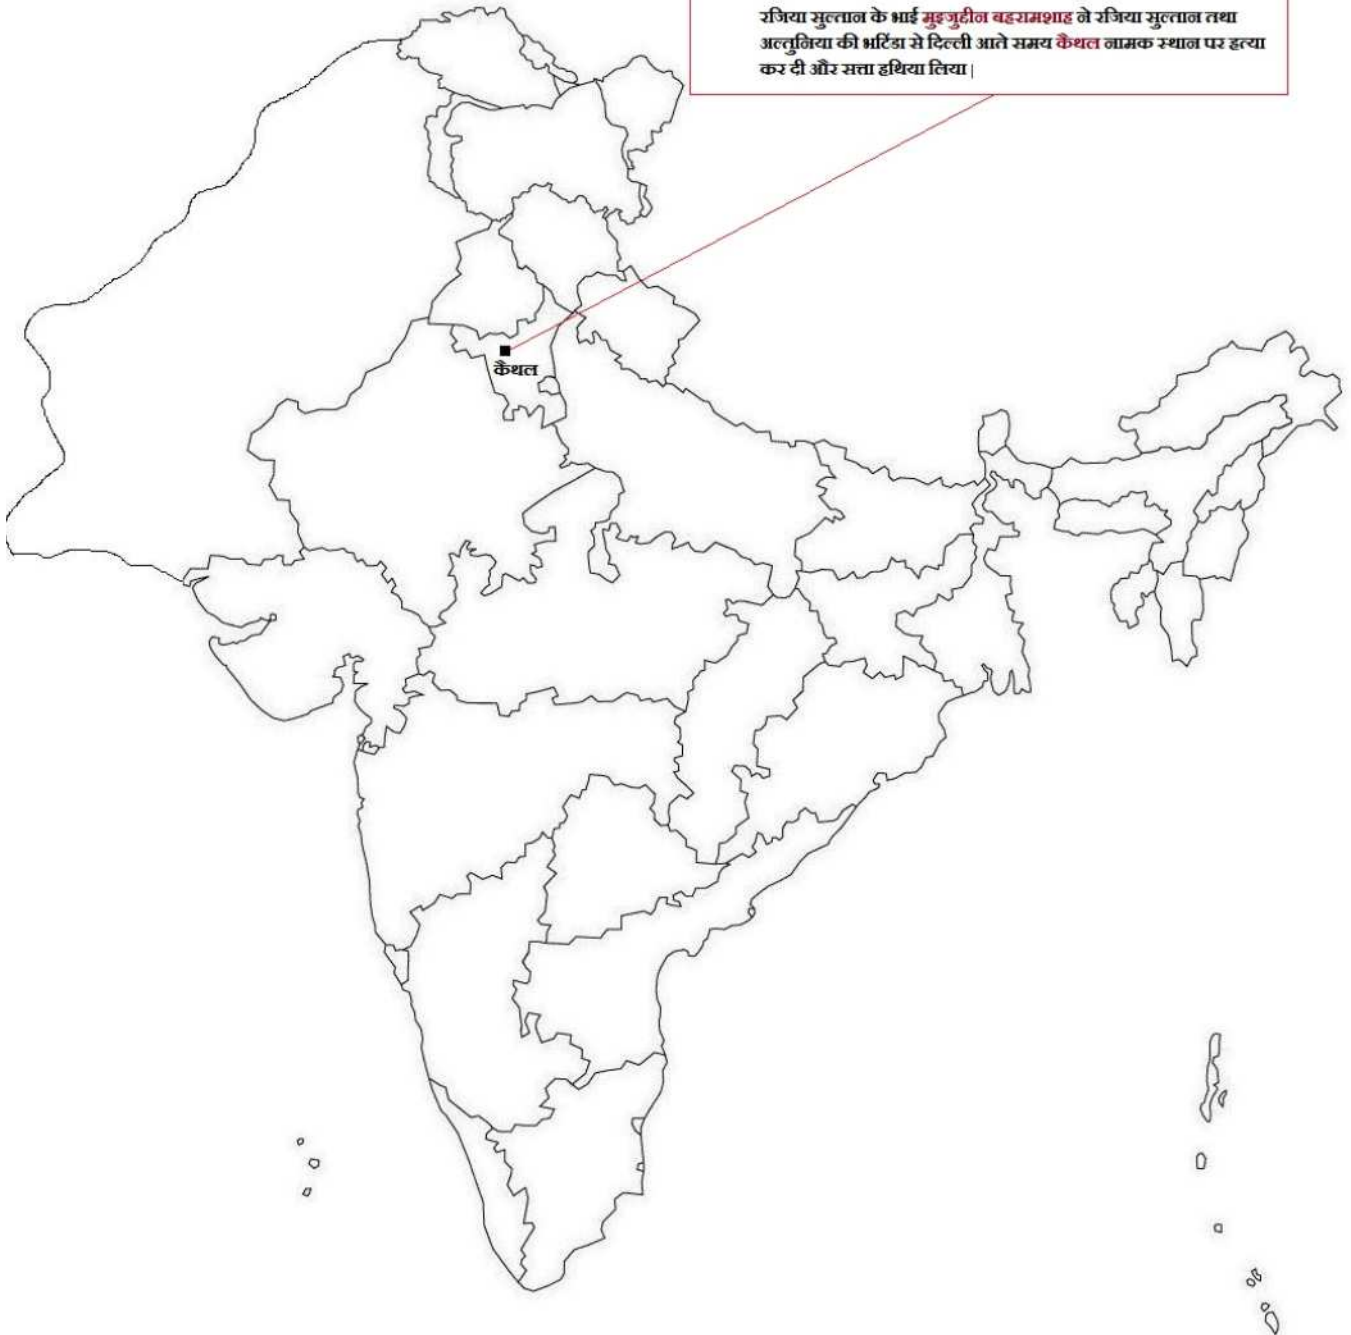 रजिया सुल्तान के भाई मुइजुद्दीन बहरामशाह ने रजिया सुल्तान तथा
अल्तुनिया की भटिंडा से दिल्ली आते समय कैथल नामक स्थान पर हत्या
कर दी और सत्ता हथिया लिया|
कैथल